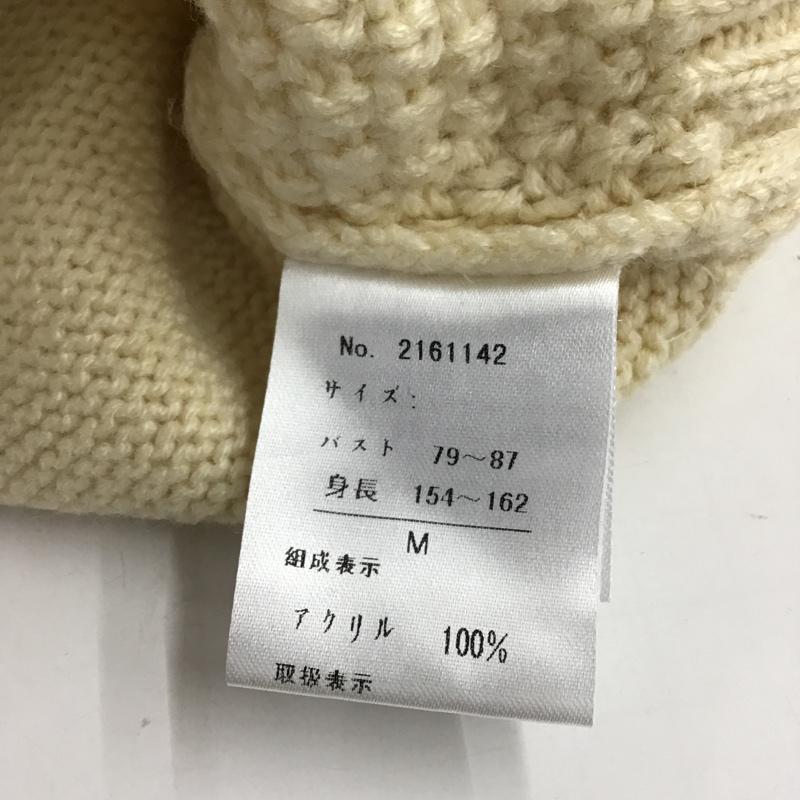 No. 2161142
サイズ:
バスト 79～87
身長 154～162
M
組成表示
アクリル 100%
取扱表示